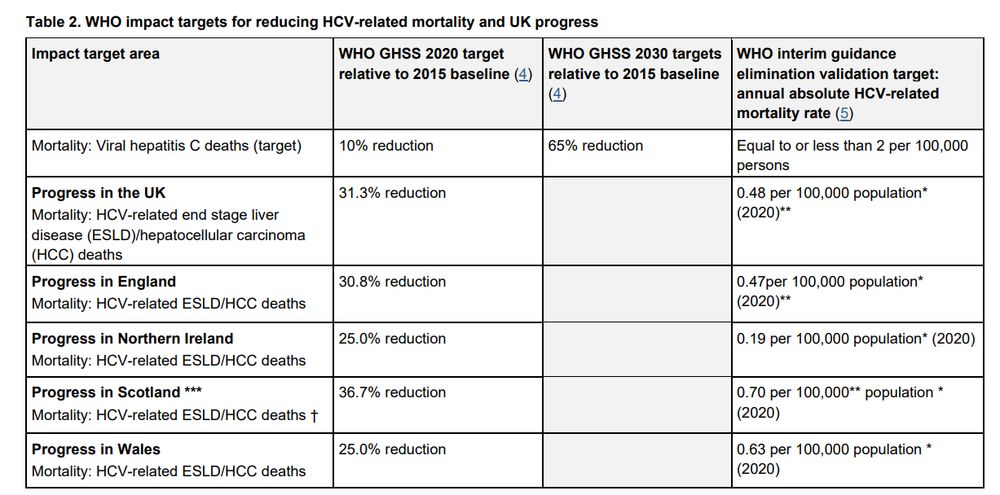 Table 2. WHO impact targets for reducing HCV-related mortality and UK progress
Impact target area
WHO GHSS 2020 target
relative to 2015 baseline (4)
WHO GHSS 2030 targets
relative to 2015 baseline
(4)
WHO interim guidance
elimination validation target:
annual absolute HCV-related
mortality rate (5)
Mortality: Viral hepatitis C deaths (target)
10% reduction
65% reduction
Equal to or less than 2 per 100,000
persons
Progress in the UK
Mortality: HCV-related end stage liver
disease (ESLD)/hepatocellular carcinoma
(HCC) deaths
31.3% reduction
0.48 per 100,000 population*
(2020)**
Progress in England
Mortality: HCV-related ESLD/HCC deaths
30.8% reduction
0.47per 100,000 population*
(2020)**
Progress in Northern Ireland
Mortality: HCV-related ESLD/HCC deaths
25.0% reduction
0.19 per 100,000 population* (2020)
Progress in Scotland ***
Mortality: HCV-related ESLD/HCC deaths †
36.7% reduction
0.70 per 100,000** population *
(2020)
Progress in Wales
Mortality: HCV-related ESLD/HCC deaths
25.0% reduction
0.63 per 100,000 population *
(2020)